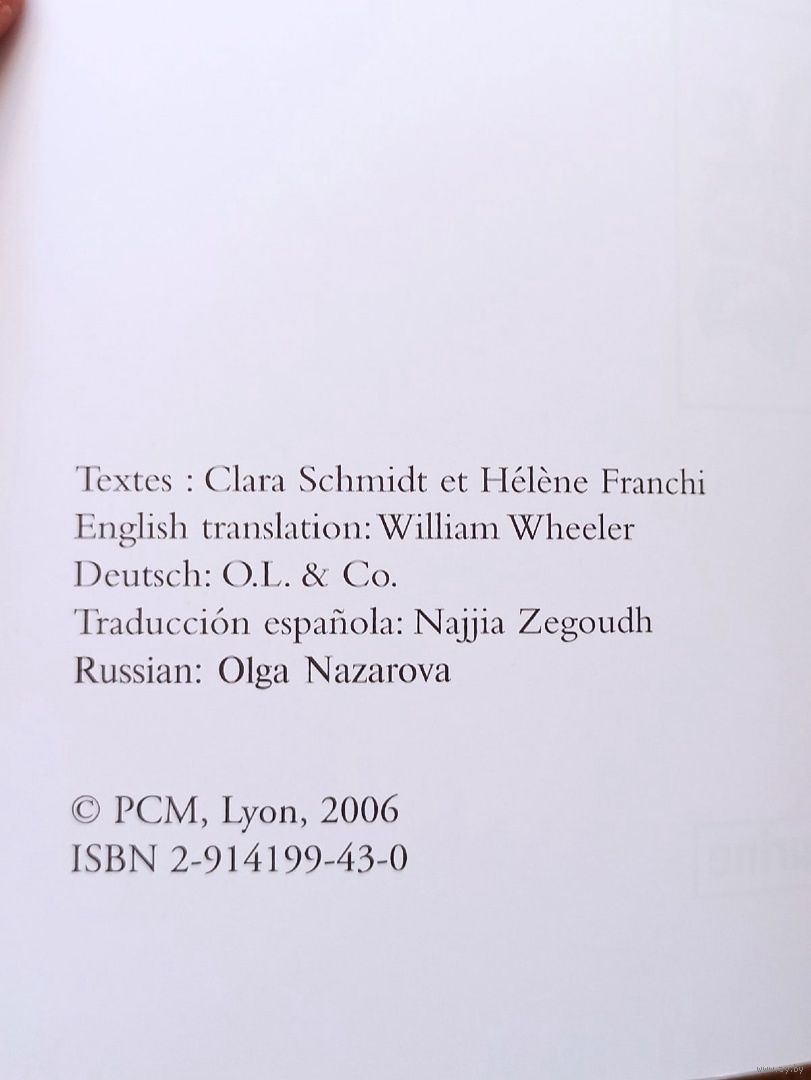 Textes : Clara Schmidt et Hélène Franchi
English translation: William Wheeler
Deutsch: O.L. & Co.
Traducción española: Najjia Zegoudh
Russian: Olga Nazarova
© PCM, Lyon, 2006
ISBN 2-914199-43-0